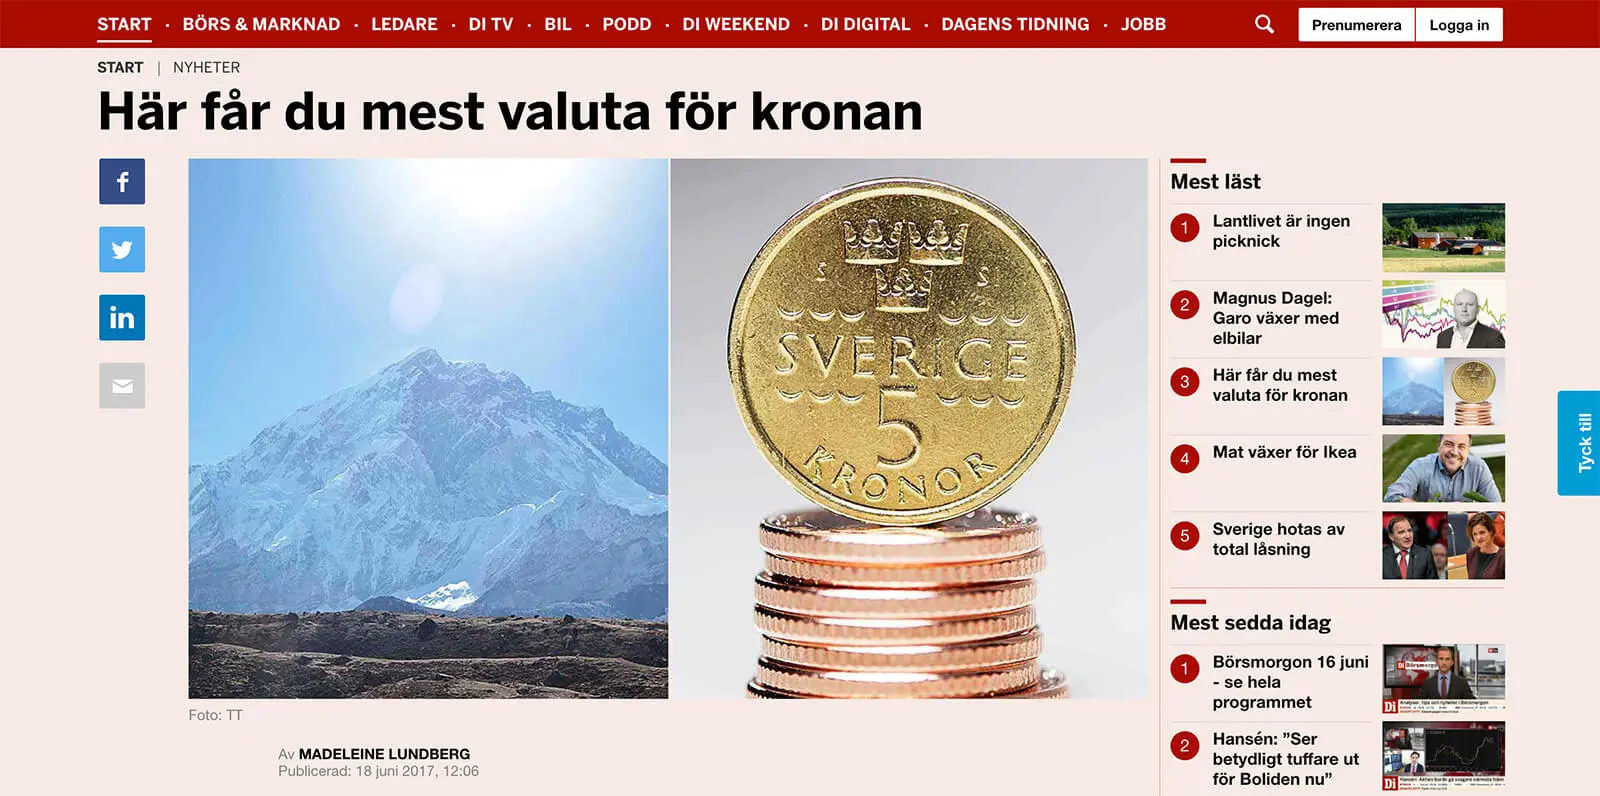 START · BÖRS & MARKNAD · LEDARE · DI TV · BIL · PODD · DI WEEKEND · DI DIGITAL · DAGENS TIDNING · JOBB
Prenumerera
Logga in
START | NYHETER
Här får du mest valuta för kronan
f
in
SVERIGE
5
KRONOR
Foto: TT
Av MADELEINE LUNDBERG
Publicerad: 18 juni 2017, 12:06
Mest läst
1
Lantlivet är ingen
picknick
2
Magnus Dagel:
Garo växer med
elbilar
3
Här får du mest
valuta för kronan
4
Mat växer för Ikea
5
Sverige hotas av
total låsning
Mest sedda idag
1
Börsmorgon 16 juni
- se hela
programmet
Di Börsmorgon
Di
2
Hansén: ”Ser
betydligt tuffare ut
för Boliden nu”
Di
Tyck till